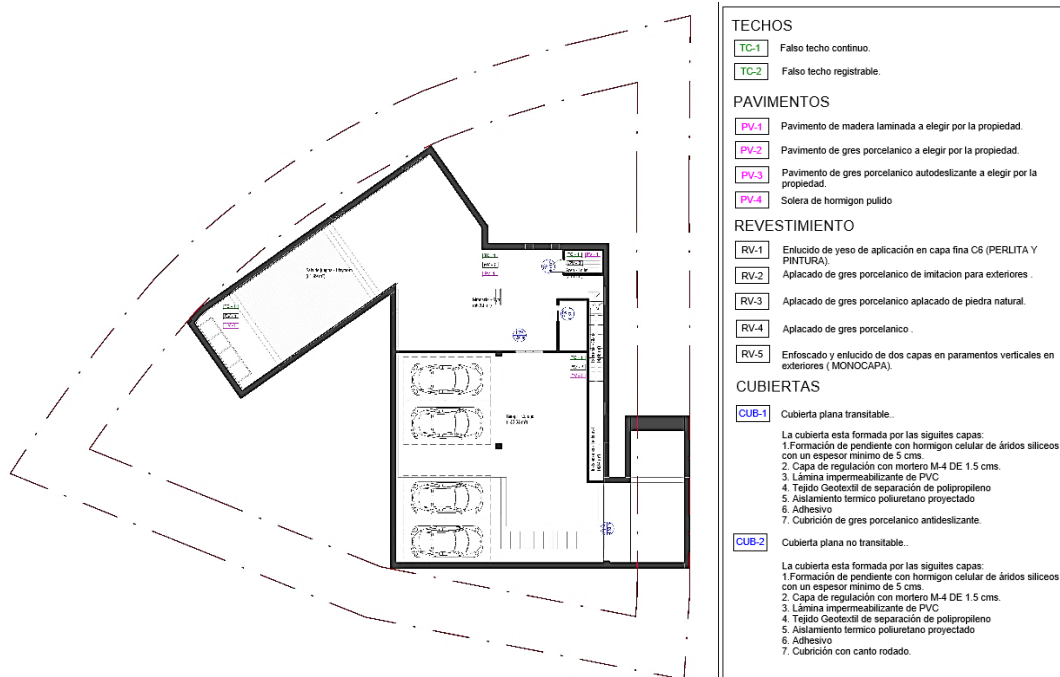 TECHOS
TC-1 Falso techo continuo.
TC-2 Falso techo registrable.
PAVIMENTOS
PV-1 Pavimento de madera laminada a elegir por la propiedad.
PV-2 Pavimento de gres porcelanico a elegir por la propiedad.
PV-3 Pavimento de gres porcelanico autodeslizante a elegir por la
propiedad.
PV-4 Solera de hormigon pulido
REVESTIMIENTO
RV-1 Enlucido de yeso de aplicación en capa fina C6 (PERLITA Y
PINTURA).
RV-2 Aplacado de gres porcelanico de imitacion para exteriores .
RV-3 Aplacado de gres porcelanico aplacado de piedra natural.
RV-4 Aplacado de gres porcelanico .
RV-5 Enfoscado y enlucido de dos capas en paramentos verticales en
exteriores ( MONOCAPA).
CUBIERTAS
CUB-1 Cubierta plana transitable..
La cubierta esta formada por las siguites capas:
1.Formación de pendiente con hormigon celular de áridos siliceos
con un espesor minimo de 5 cms.
2. Capa de regulación con mortero M-4 DE 1.5 cms.
3. Lámina impermeabilizante de PVC
4. Tejido Geotextil de separación de polipropileno
5. Aislamiento termico poliuretano proyectado
6. Adhesivo
7. Cubrición de gres porcelanico antideslizante.
CUB-2 Cubierta plana no transitable..
La cubierta esta formada por las siguites capas:
1.Formación de pendiente con hormigon celular de áridos siliceos
con un espesor minimo de 5 cms.
2. Capa de regulación con mortero M-4 DE 1.5 cms.
3. Lámina impermeabilizante de PVC
4. Tejido Geotextil de separación de polipropileno
5. Aislamiento termico poliuretano proyectado
6. Adhesivo
7. Cubrición con canto rodado.